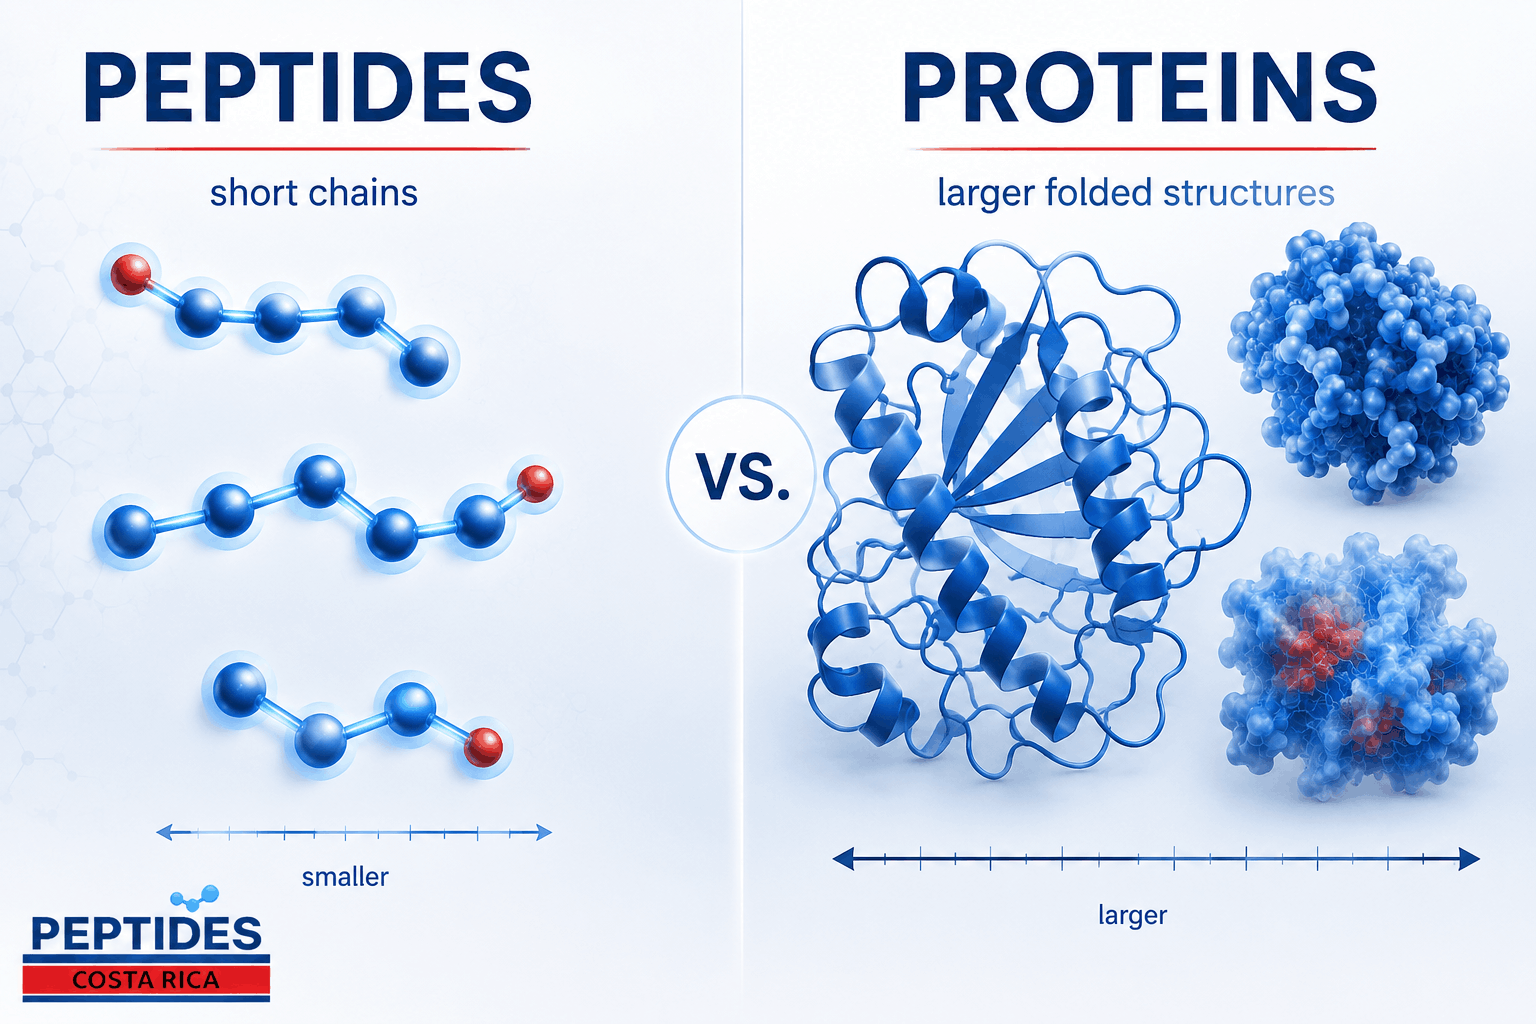 PEPTIDES
short chains
smaller
VS.
PROTEINS
larger folded structures
larger
PEPTIDES
COSTA RICA